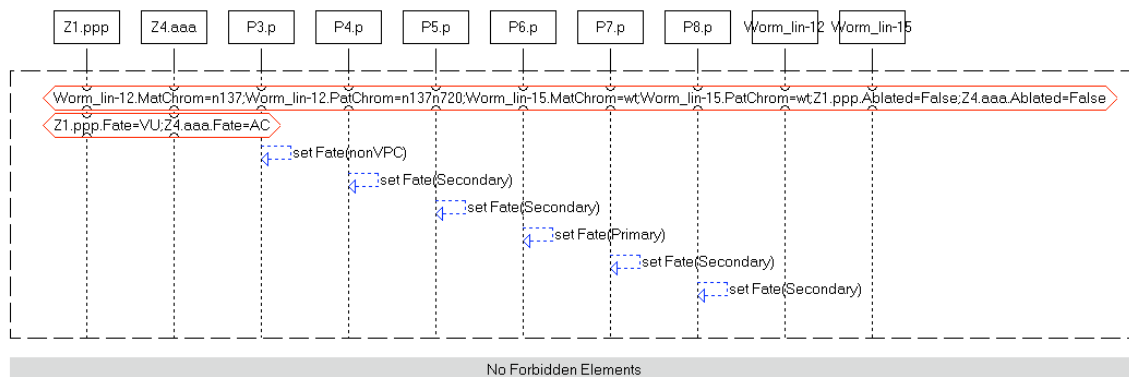 Z1.ppp Z4.aaa P3.p P4.p P5.p P6.p P7.p P8.p Worm_lin-12 Worm_lin-15
Worm_lin-12.MatChrom=n137;Worm_lin-12.PatChrom=n137n720;Worm_lin-15.MatChrom=wt;Worm_lin-15.PatChrom=wt;Z1.ppp.Ablated=False;Z4.aaa.Ablated=False
Z1.ppp.Fate=VU;Z4.aaa.Fate=AC
set Fate(nonVPC)
set Fate(Secondary)
set Fate(Secondary)
set Fate(Primary)
set Fate(Secondary)
set Fate(Secondary)
No Forbidden Elements